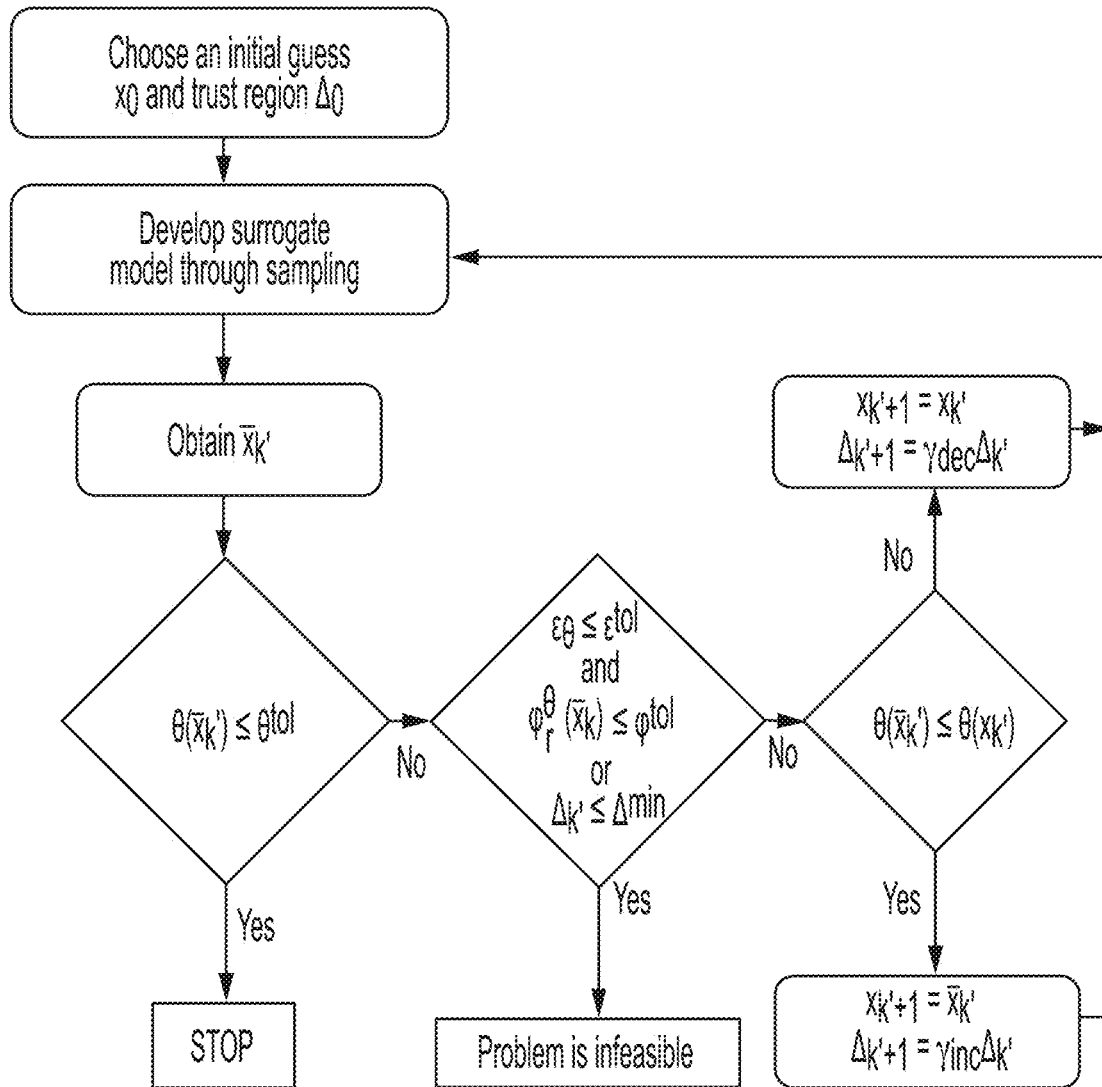 Choose an initial guess
x0 and trust region Δ0
Develop surrogate
model through sampling
Obtain x̄k'
xk'+1 = xk'
Δk'+1 = γdecΔk'
No
θ(x̄k') ≤ θtol
No
εθ ≤ εtol
and
φrθ (x̄k) ≤ φtol
or
Δk' ≤ Δmin
No
θ(x̄k') ≤ θ(xk')
Yes
Yes
Yes
STOP
Problem is infeasible
xk'+1 = x̄k'
Δk'+1 = γincΔk'